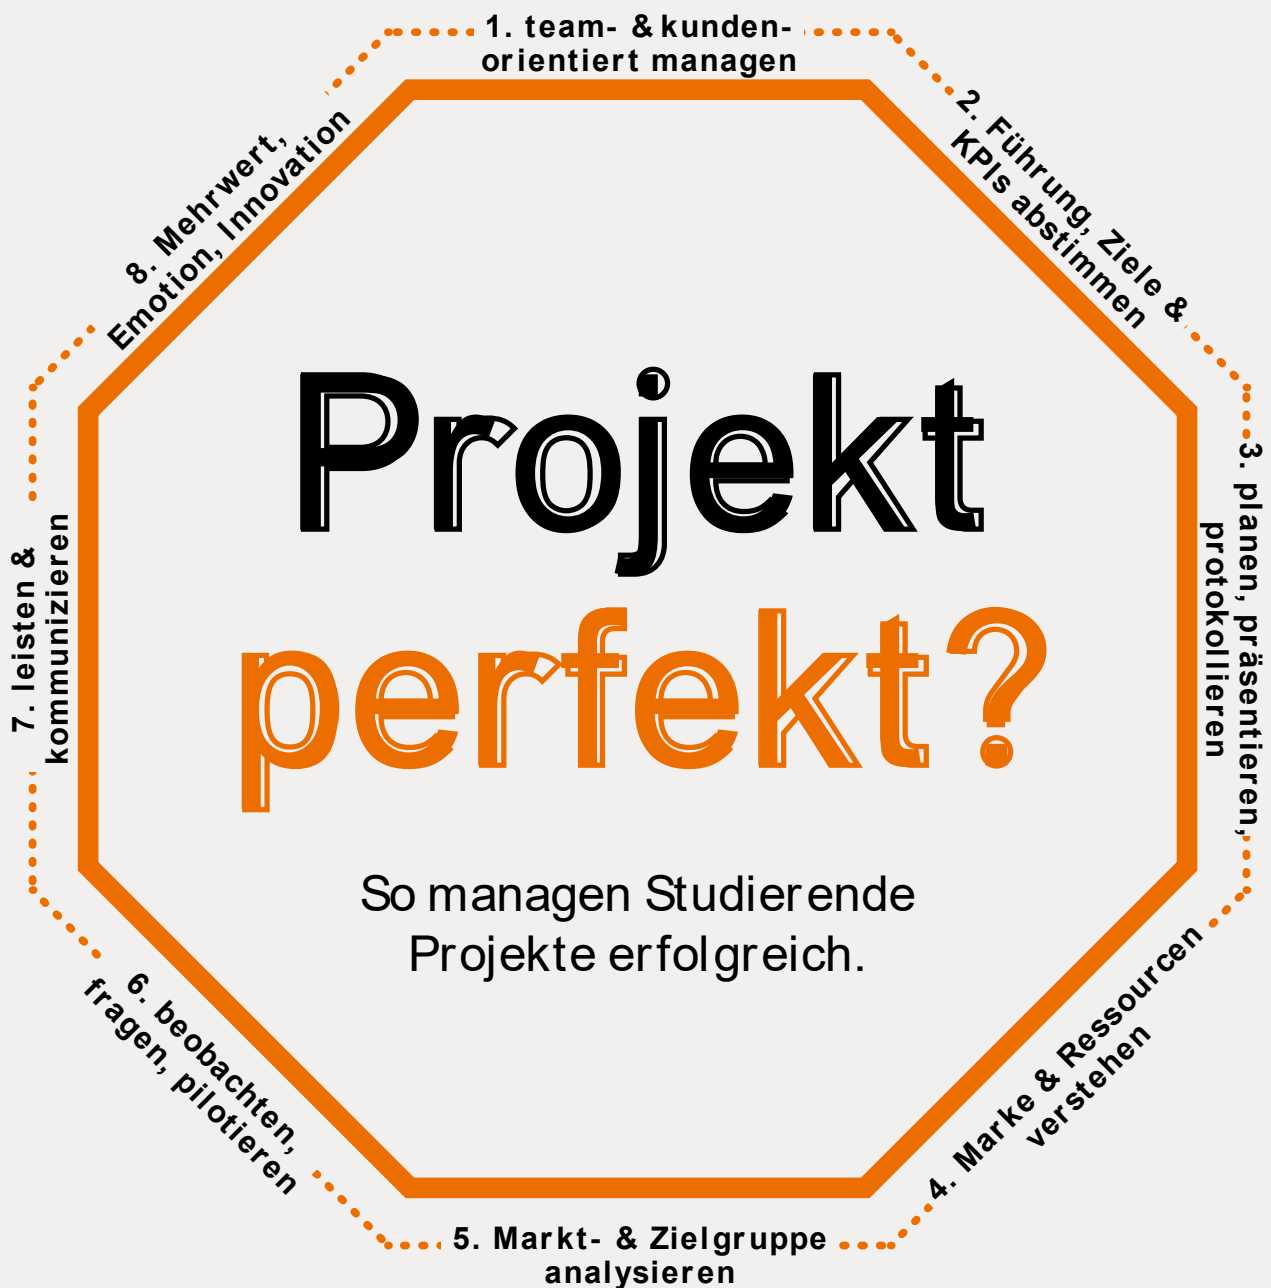 1. team- & kunden-
orientiert managen
2. Führung, Ziele &
KPIs abstimmen
3. planen, präsentieren,
protokollieren
4. Marke & Ressourcen
verstehen
5. Markt- & Zielgruppe
analysieren
6. beobachten,
fragen, pilotieren
7. leisten &
kommunizieren
8. Mehrwert,
Emotion, Innovation
Projekt
perfekt?
So managen Studierende
Projekte erfolgreich.